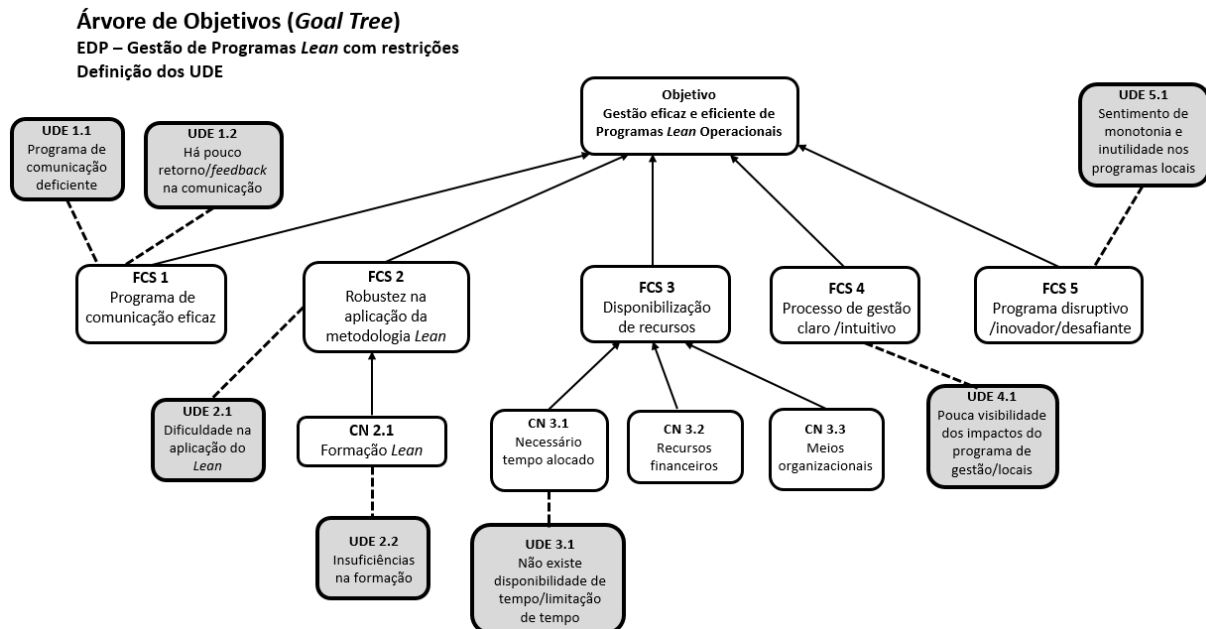 Árvore de Objetivos (Goal Tree)
EDP – Gestão de Programas Lean com restrições
Definição dos UDE
Objetivo
Gestão eficaz e eficiente de
Programas Lean Operacionais
UDE 1.1
Programa de
comunicação
deficiente
UDE 1.2
Há pouco
retorno/feedback
na comunicação
UDE 5.1
Sentimento de
monotonia e
inutilidade nos
programas locais
FCS 1
Programa de
comunicação eficaz
FCS 2
Robustez na
aplicação da
metodologia Lean
FCS 3
Disponibilização
de recursos
FCS 4
Processo de gestão
claro /intuitivo
FCS 5
Programa disruptivo
/inovador/desafiante
UDE 2.1
Dificuldade na
aplicação do
Lean
CN 2.1
Formação Lean
CN 3.1
Necessário
tempo alocado
CN 3.2
Recursos
financeiros
CN 3.3
Meios
organizacionais
UDE 4.1
Pouca visibilidade
dos impactos do
programa de
gestão/locais
UDE 2.2
Insuficiências
na formação
UDE 3.1
Não existe
disponibilidade de
tempo/limitação
de tempo